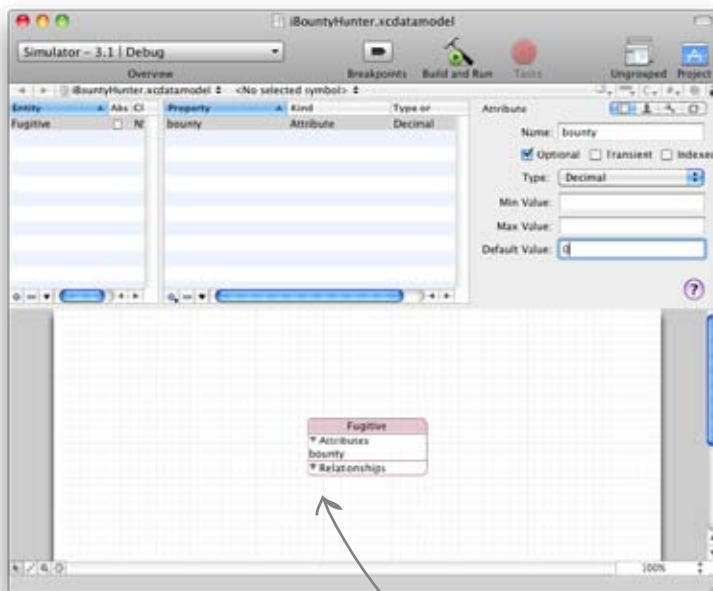 iBountyHunter.xcdatamodel
Simulator - 3.1 | Debug
Overview
Breakpoints
Build and Run
Tasks
Ungrouped
Project
iBountyHunter.xcdatamodel
<No selected symbol>
Entity
Abs
Cl
Property
Kind
Type or
Fugitive
bounty
Attribute
Decimal
Attribute
Name: bounty
Optional
Transient
Indexed
Type: Decimal
Min Value:
Max Value:
Default Value: 0
?
Fugitive
Attributes
bounty
Relationships
100%